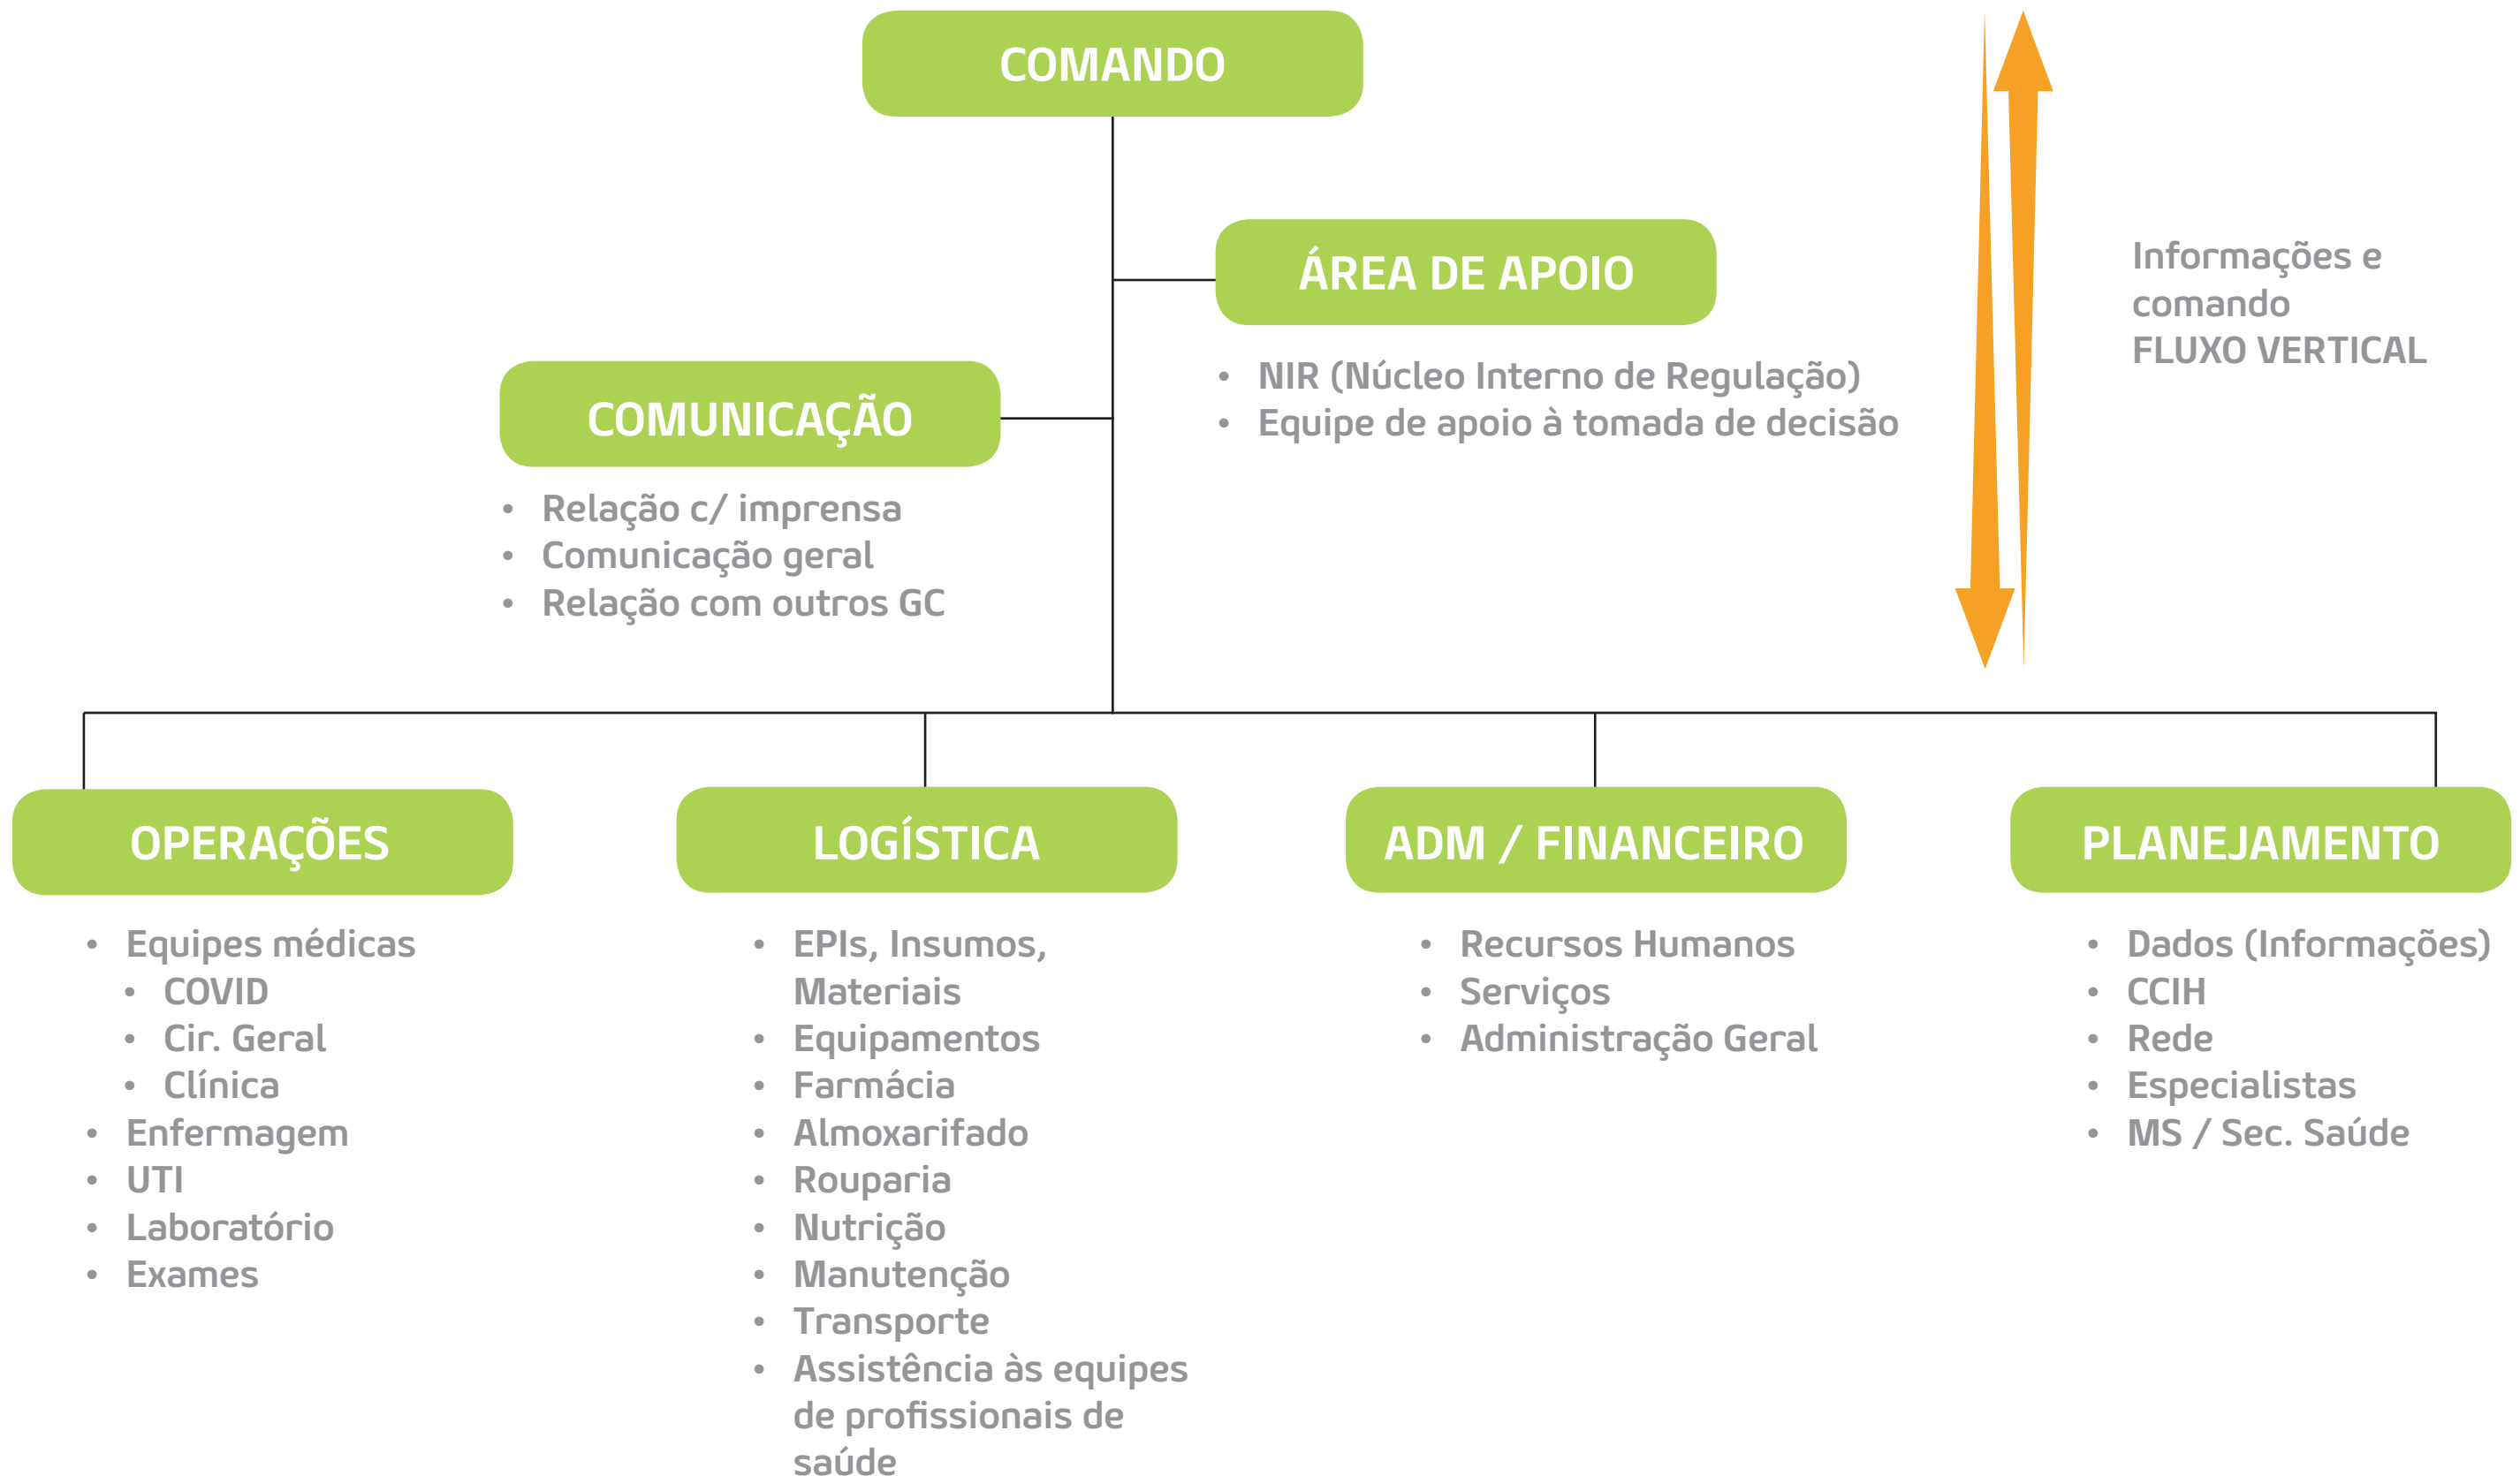 COMANDO
ÁREA DE APOIO
• NIR (Núcleo Interno de Regulação)
• Equipe de apoio à tomada de decisão
Informações e
comando
FLUXO VERTICAL
COMUNICAÇÃO
• Relação c/ imprensa
• Comunicação geral
• Relação com outros GC
OPERAÇÕES
• Equipes médicas
• COVID
• Cir. Geral
• Clínica
• Enfermagem
• UTI
• Laboratório
• Exames
LOGÍSTICA
• EPIs, Insumos,
Materiais
• Equipamentos
• Farmácia
• Almoxarifado
• Rouparia
• Nutrição
• Manutenção
• Transporte
• Assistência às equipes
de profissionais de
saúde
ADM / FINANCEIRO
• Recursos Humanos
• Serviços
• Administração Geral
PLANEJAMENTO
• Dados (Informações)
• CCIH
• Rede
• Especialistas
• MS / Sec. Saúde